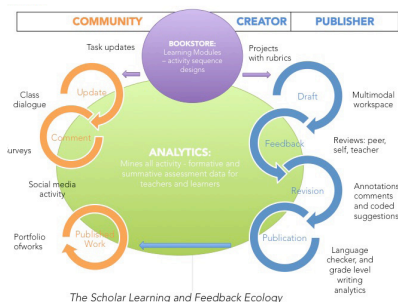 COMMUNITY
CREATOR
PUBLISHER
BOOKSTORE:
Learning Modules
– activity sequence
designs
Task updates
Projects
with rubrics
Update
Class
dialogue
Comment
urveys
Draft
Multimodal
workspace
Feedback
Reviews: peer,
self, teacher
ANALYTICS:
Mines all activity - formative and
summative assessment data for
teachers and learners
Social media
activity
Revision
Annotations
comments
and coded
suggestions
Portfolio
ofworks
Published
Work
Publication
Language
checker, and
grade level
writing
analytics
The Scholar Learning and Feedback Ecology